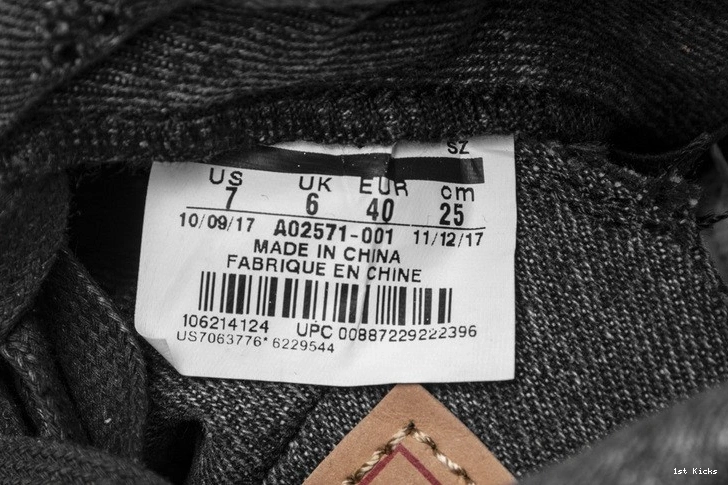 SZ
US UK EUR cm
7 6 40 25
10/09/17 A02571-001 11/12/17
MADE IN CHINA
FABRIQUE EN CHINE
106214124 UPC 00887229222396
US7063776* 6229544
1st Kicks